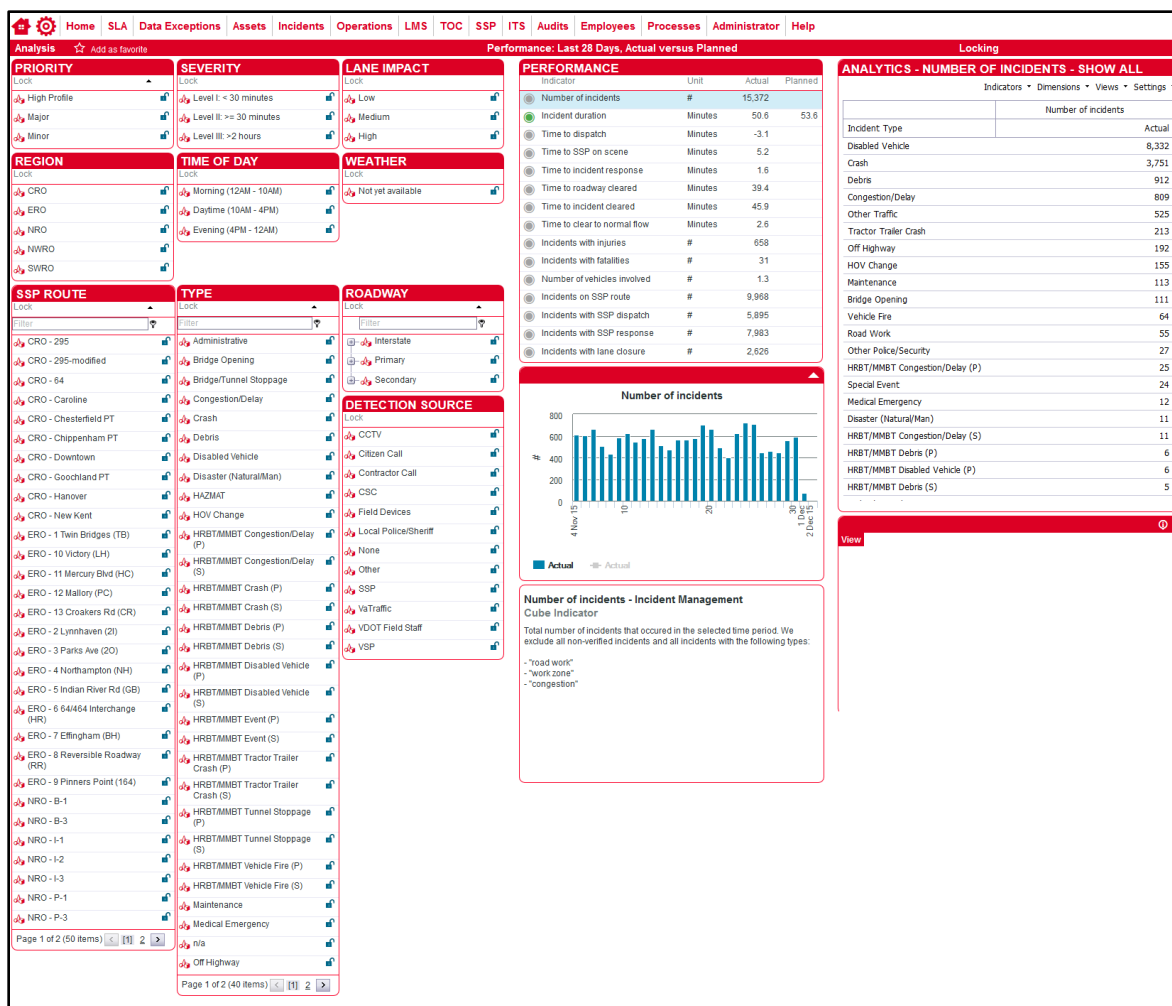 Home SLA Data Exceptions Assets Incidents Operations LMS TOC SSP ITS Audits Employees Processes Administrator Help
Analysis Add as favorite Performance: Last 28 Days, Actual versus Planned Locking
PRIORITY
Lock
High Profile
Major
Minor
SEVERITY
Lock
Level I: < 30 minutes
Level II: >= 30 minutes
Level III: >2 hours
LANE IMPACT
Lock
Low
Medium
High
REGION
Lock
CRO
ERO
NRO
NWRO
SWRO
TIME OF DAY
Lock
Morning (12AM - 10AM)
Daytime (10AM - 4PM)
Evening (4PM - 12AM)
WEATHER
Lock
Not yet available
SSP ROUTE
Lock
Filter
CRO - 295
CRO - 295-modified
CRO - 64
CRO - Caroline
CRO - Chesterfield PT
CRO - Chippenham PT
CRO - Downtown
CRO - Goochland PT
CRO - Hanover
CRO - New Kent
ERO - 1 Twin Bridges (TB)
ERO - 10 Victory (LH)
ERO - 11 Mercury Blvd (HC)
ERO - 12 Mallory (PC)
ERO - 13 Croakers Rd (CR)
ERO - 2 Lynnhaven (2I)
ERO - 3 Parks Ave (2O)
ERO - 4 Northampton (NH)
ERO - 5 Indian River Rd (GB)
ERO - 6 64/464 Interchange
(HR)
ERO - 7 Effingham (BH)
ERO - 8 Reversible Roadway
(RR)
ERO - 9 Pinners Point (164)
NRO - B-1
NRO - B-3
NRO - I-1
NRO - I-2
NRO - I-3
NRO - P-1
NRO - P-3
Page 1 of 2 (50 items) < [1] 2 >
TYPE
Lock
Filter
Administrative
Bridge Opening
Bridge/Tunnel Stoppage
Congestion/Delay
Crash
Debris
Disabled Vehicle
Disaster (Natural/Man)
HAZMAT
HOV Change
HRBT/MMBT Congestion/Delay
(P)
HRBT/MMBT Congestion/Delay
(S)
HRBT/MMBT Crash (P)
HRBT/MMBT Crash (S)
HRBT/MMBT Debris (P)
HRBT/MMBT Debris (S)
HRBT/MMBT Disabled Vehicle
(P)
HRBT/MMBT Disabled Vehicle
(S)
HRBT/MMBT Event (P)
HRBT/MMBT Event (S)
HRBT/MMBT Tractor Trailer
Crash (P)
HRBT/MMBT Tractor Trailer
Crash (S)
HRBT/MMBT Tunnel Stoppage
(P)
HRBT/MMBT Tunnel Stoppage
(S)
HRBT/MMBT Vehicle Fire (P)
HRBT/MMBT Vehicle Fire (S)
Maintenance
Medical Emergency
n/a
Off Highway
Page 1 of 2 (40 items) < [1] 2 >
ROADWAY
Lock
Filter
Interstate
Primary
Secondary
DETECTION SOURCE
Lock
CCTV
Citizen Call
Contractor Call
CSC
Field Devices
Local Police/Sheriff
None
Other
SSP
VaTraffic
VDOT Field Staff
VSP
PERFORMANCE
Indicator Unit Actual Planned
Number of incidents # 15,372
Incident duration Minutes 50.6 53.6
Time to dispatch Minutes -3.1
Time to SSP on scene Minutes 5.2
Time to incident response Minutes 1.6
Time to roadway cleared Minutes 39.4
Time to incident cleared Minutes 45.9
Time to clear to normal flow Minutes 2.6
Incidents with injuries # 658
Incidents with fatalities # 31
Number of vehicles involved # 1.3
Incidents on SSP route # 9,968
Incidents with SSP dispatch # 5,895
Incidents with SSP response # 7,983
Incidents with lane closure # 2,626
Number of incidents
#
800
600
400
200
0
4 Nov 15 10 20 30 1 Dec 2 Dec 15
Actual Actual
Number of incidents - Incident Management
Cube Indicator
Total number of incidents that occured in the selected time period. We
exclude all non-verified incidents and all incidents with the following types:
- "road work"
- "work zone"
- "congestion"
ANALYTICS - NUMBER OF INCIDENTS - SHOW ALL
Indicators Dimensions Views Settings
Number of incidents
Incident Type Actual
Disabled Vehicle 8,332
Crash 3,751
Debris 912
Congestion/Delay 809
Other Traffic 525
Tractor Trailer Crash 213
Off Highway 192
HOV Change 155
Maintenance 113
Bridge Opening 111
Vehicle Fire 64
Road Work 55
Other Police/Security 27
HRBT/MMBT Congestion/Delay (P) 25
Special Event 24
Medical Emergency 12
Disaster (Natural/Man) 11
HRBT/MMBT Congestion/Delay (S) 11
HRBT/MMBT Debris (P) 6
HRBT/MMBT Disabled Vehicle (P) 6
HRBT/MMBT Debris (S) 5
View